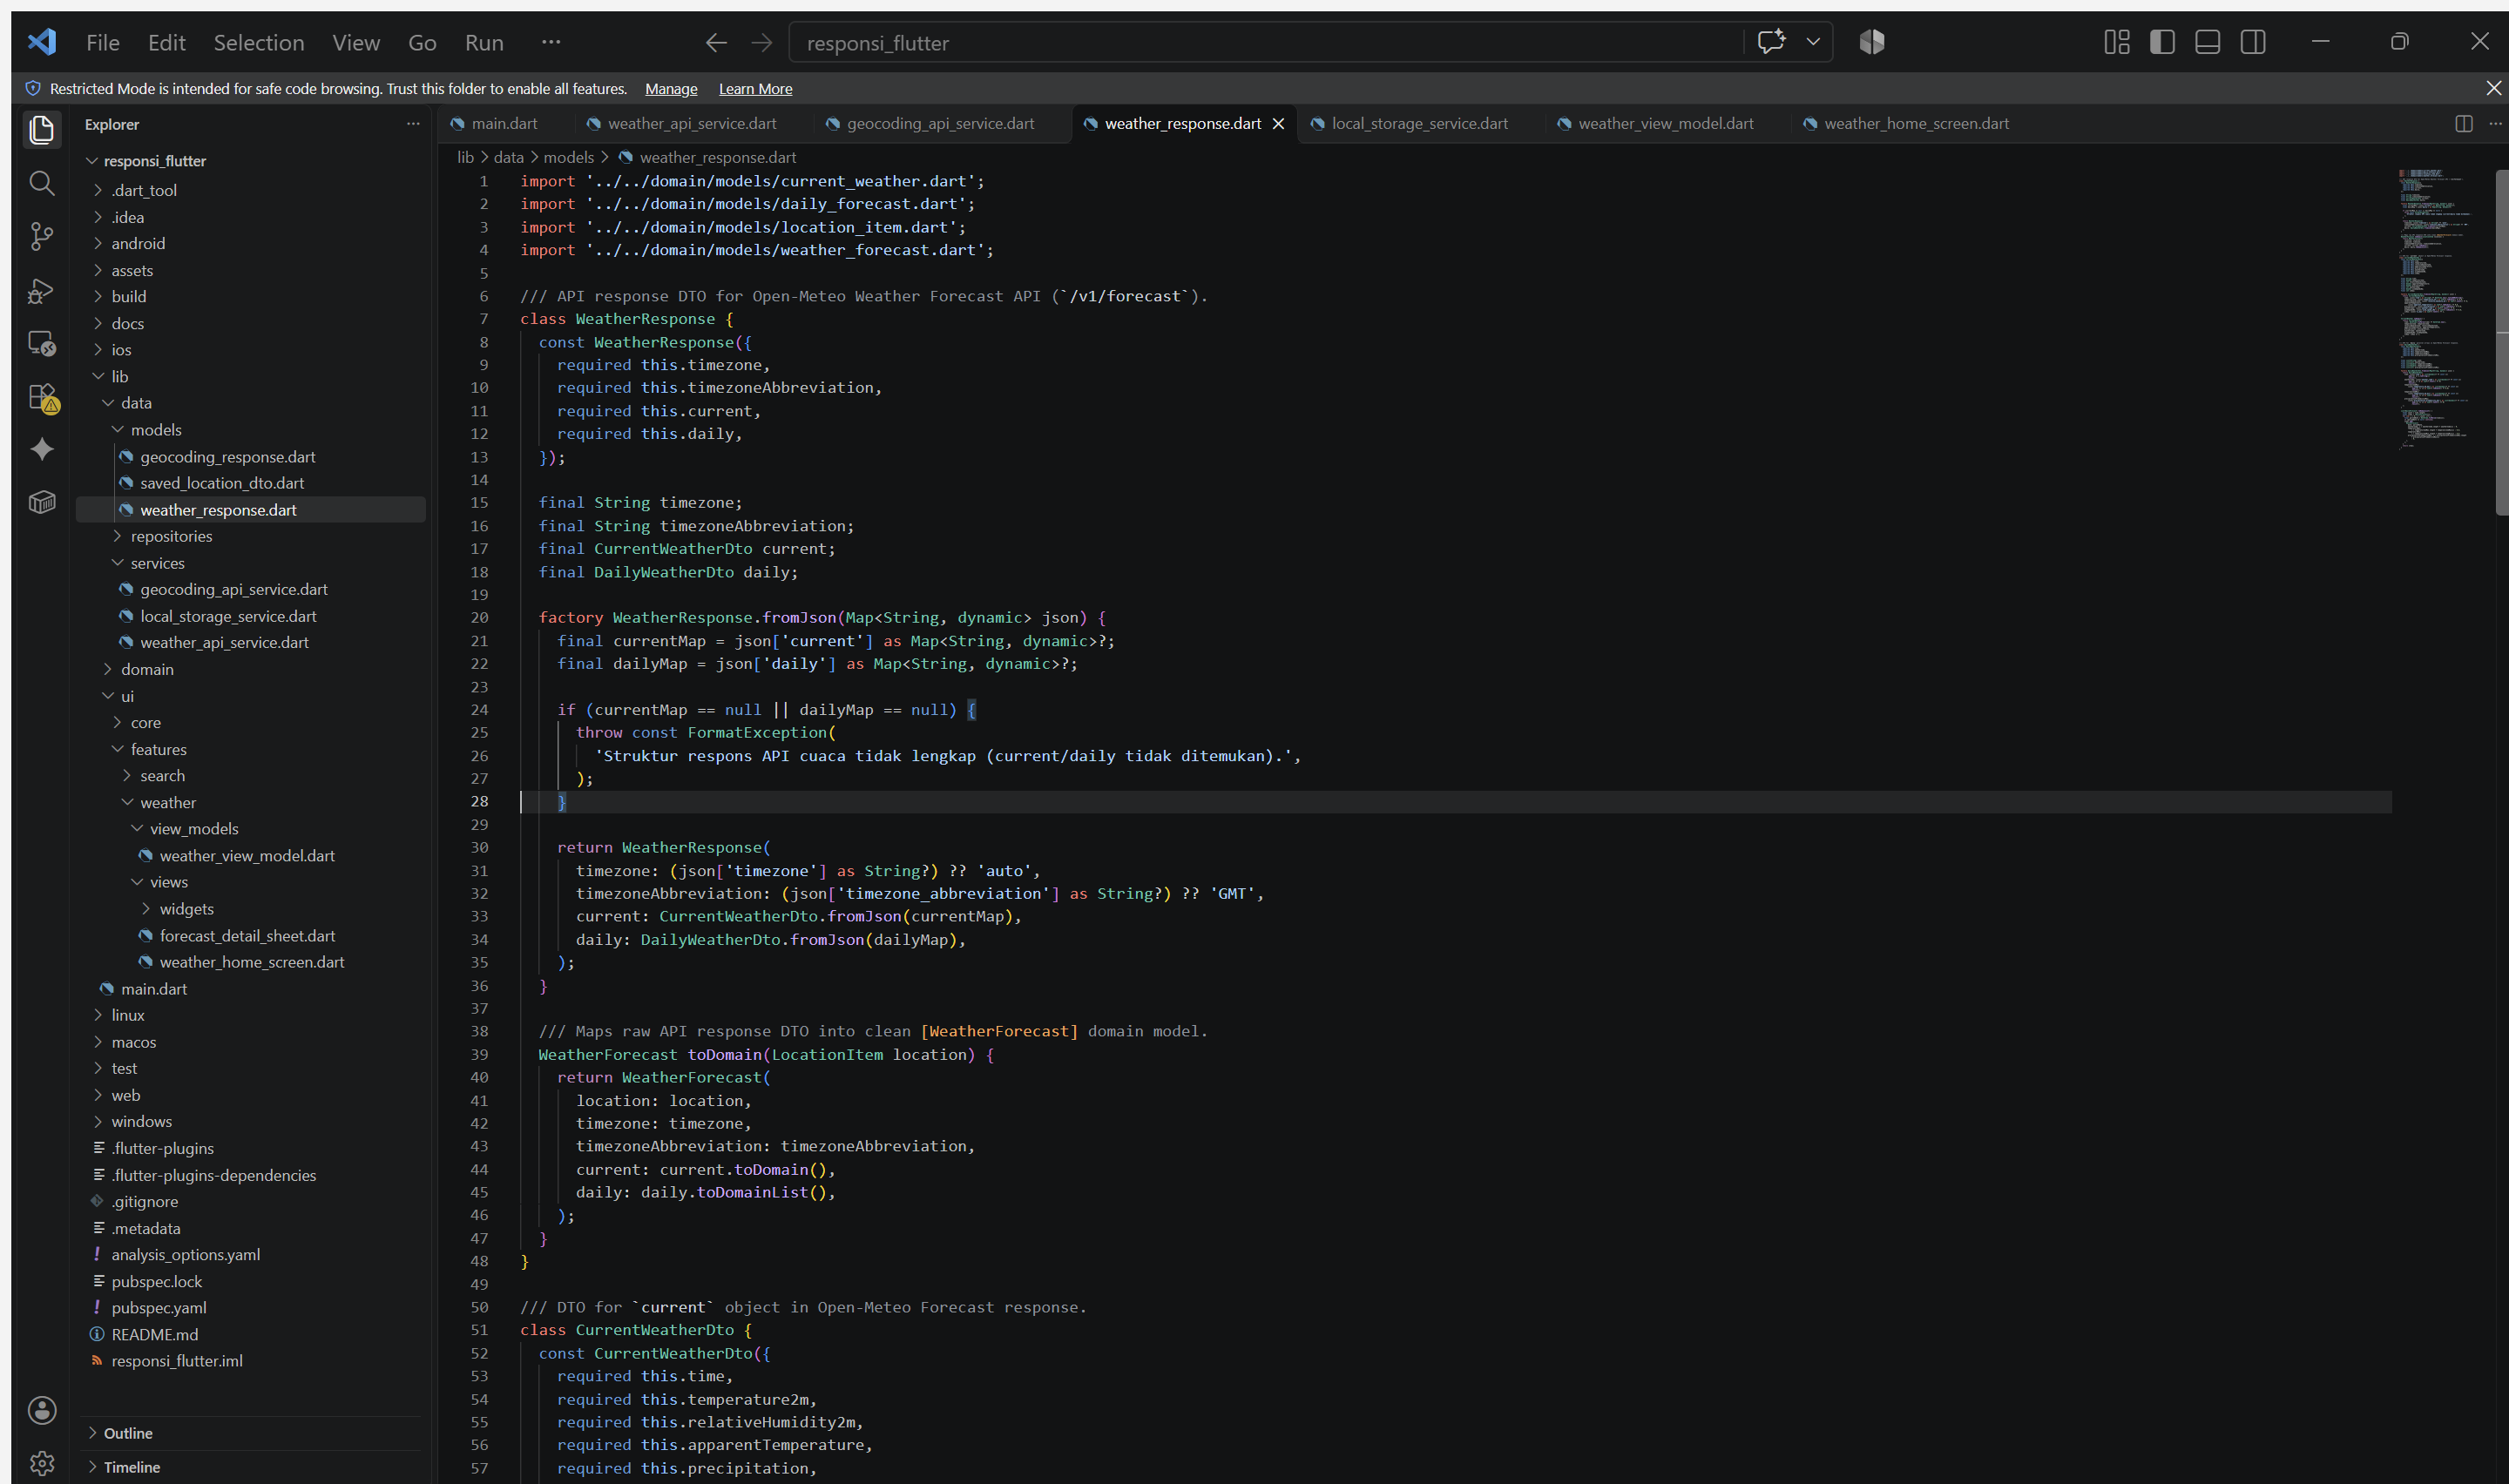 File Edit Selection View Go Run ··· responsi_flutter
Restricted Mode is intended for safe code browsing. Trust this folder to enable all features. Manage Learn More
Explorer
responsi_flutter
.dart_tool
.idea
android
assets
build
docs
ios
lib
data
models
geocoding_response.dart
saved_location_dto.dart
weather_response.dart
repositories
services
geocoding_api_service.dart
local_storage_service.dart
weather_api_service.dart
domain
ui
core
features
search
weather
view_models
weather_view_model.dart
views
widgets
forecast_detail_sheet.dart
weather_home_screen.dart
main.dart
linux
macos
test
web
windows
.flutter-plugins
.flutter-plugins-dependencies
.gitignore
.metadata
analysis_options.yaml
pubspec.lock
pubspec.yaml
README.md
responsi_flutter.iml
Outline
Timeline
main.dart weather_api_service.dart geocoding_api_service.dart weather_response.dart local_storage_service.dart weather_view_model.dart weather_home_screen.dart
lib > data > models > weather_response.dart
1 import '../../domain/models/current_weather.dart';
2 import '../../domain/models/daily_forecast.dart';
3 import '../../domain/models/location_item.dart';
4 import '../../domain/models/weather_forecast.dart';
5
6 /// API response DTO for Open-Meteo Weather Forecast API (`/v1/forecast`).
7 class WeatherResponse {
8 const WeatherResponse({
9 required this.timezone,
10 required this.timezoneAbbreviation,
11 required this.current,
12 required this.daily,
13 });
14
15 final String timezone;
16 final String timezoneAbbreviation;
17 final CurrentWeatherDto current;
18 final DailyWeatherDto daily;
19
20 factory WeatherResponse.fromJson(Map<String, dynamic> json) {
21 final currentMap = json['current'] as Map<String, dynamic>?;
22 final dailyMap = json['daily'] as Map<String, dynamic>?;
23
24 if (currentMap == null || dailyMap == null) {
25 throw const FormatException(
26 'Struktur respons API cuaca tidak lengkap (current/daily tidak ditemukan).',
27 );
28 }
29
30 return WeatherResponse(
31 timezone: (json['timezone'] as String?) ?? 'auto',
32 timezoneAbbreviation: (json['timezone_abbreviation'] as String?) ?? 'GMT',
33 current: CurrentWeatherDto.fromJson(currentMap),
34 daily: DailyWeatherDto.fromJson(dailyMap),
35 );
36 }
37
38 /// Maps raw API response DTO into clean [WeatherForecast] domain model.
39 WeatherForecast toDomain(LocationItem location) {
40 return WeatherForecast(
41 location: location,
42 timezone: timezone,
43 timezoneAbbreviation: timezoneAbbreviation,
44 current: current.toDomain(),
45 daily: daily.toDomainList(),
46 );
47 }
48 }
49
50 /// DTO for `current` object in Open-Meteo Forecast response.
51 class CurrentWeatherDto {
52 const CurrentWeatherDto({
53 required this.time,
54 required this.temperature2m,
55 required this.relativeHumidity2m,
56 required this.apparentTemperature,
57 required this.precipitation,